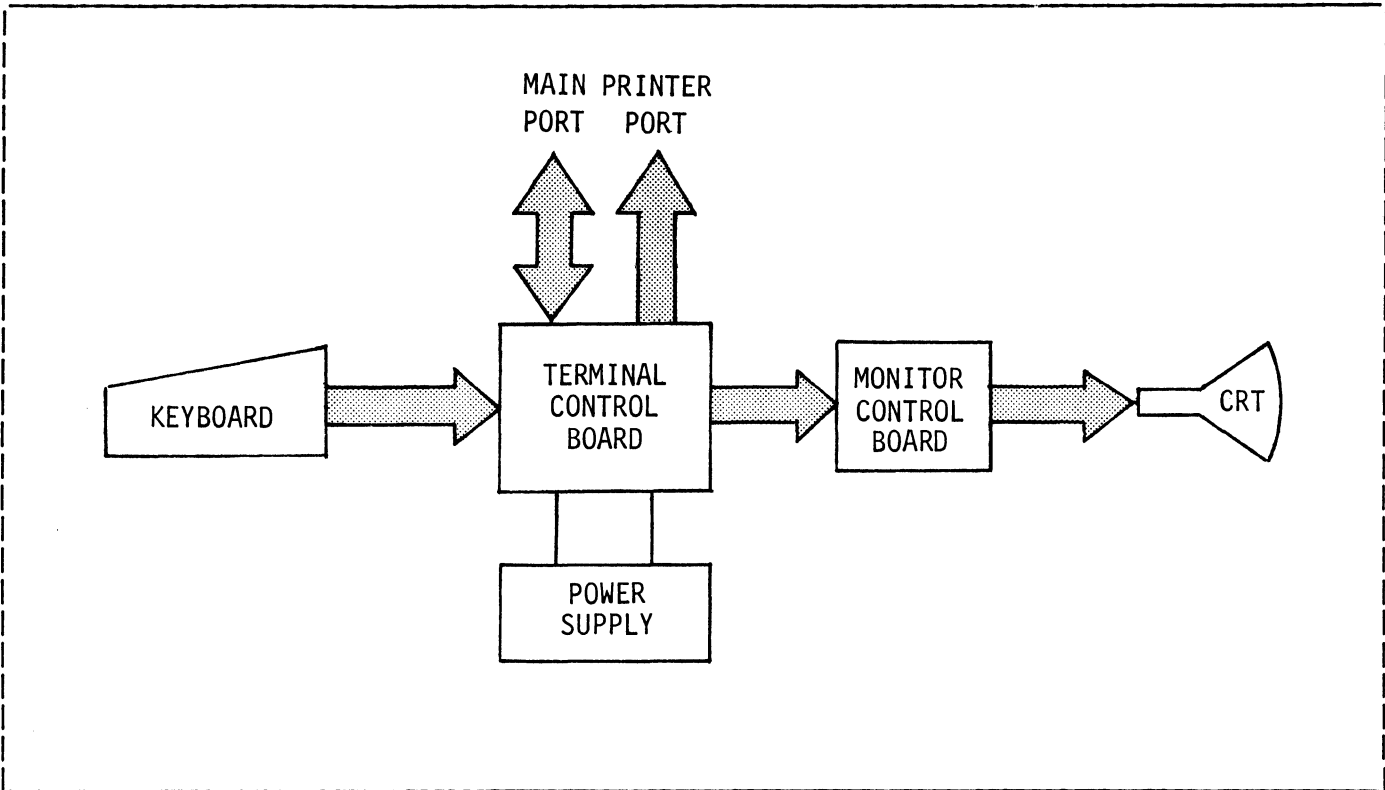 MAIN PRINTER
PORT PORT
KEYBOARD
TERMINAL
CONTROL
BOARD
MONITOR
CONTROL
BOARD
CRT
POWER
SUPPLY